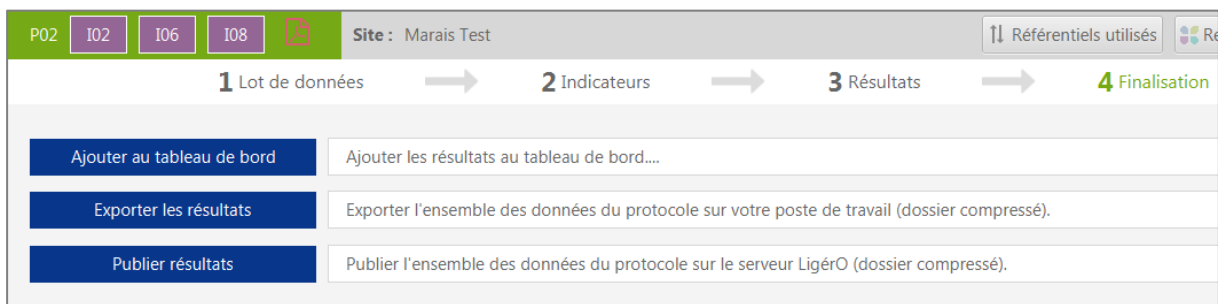 P02 I02 I06 I08 Site : Marais Test Référentiels utilisés Re
1 Lot de données 2 Indicateurs 3 Résultats 4 Finalisation
Ajouter au tableau de bord Ajouter les résultats au tableau de bord....
Exporter les résultats Exporter l'ensemble des données du protocole sur votre poste de travail (dossier compressé).
Publier résultats Publier l'ensemble des données du protocole sur le serveur LigérO (dossier compressé).